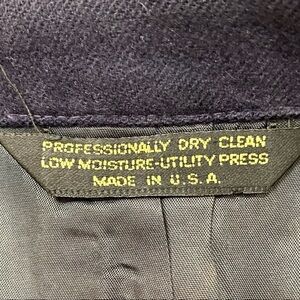 PROFESSIONALLY DRY CLEAN
LOW MOISTURE-UTILITY PRESS
MADE IN U.S.A.